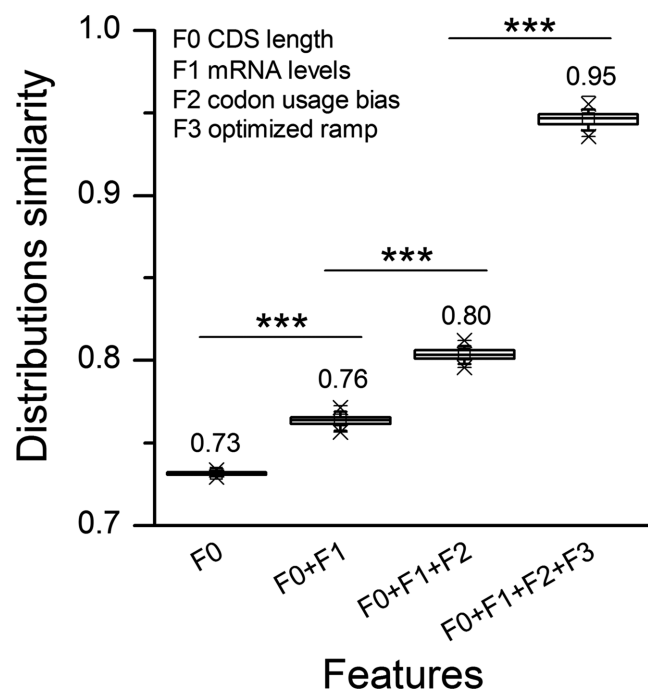 1.0
0.9
0.8
0.7
Distributions similarity
F0 CDS length
F1 mRNA levels
F2 codon usage bias
F3 optimized ramp
***
0.95
***
0.80
***
0.76
0.73
F0
F0+F1
F0+F1+F2
F0+F1+F2+F3
Features